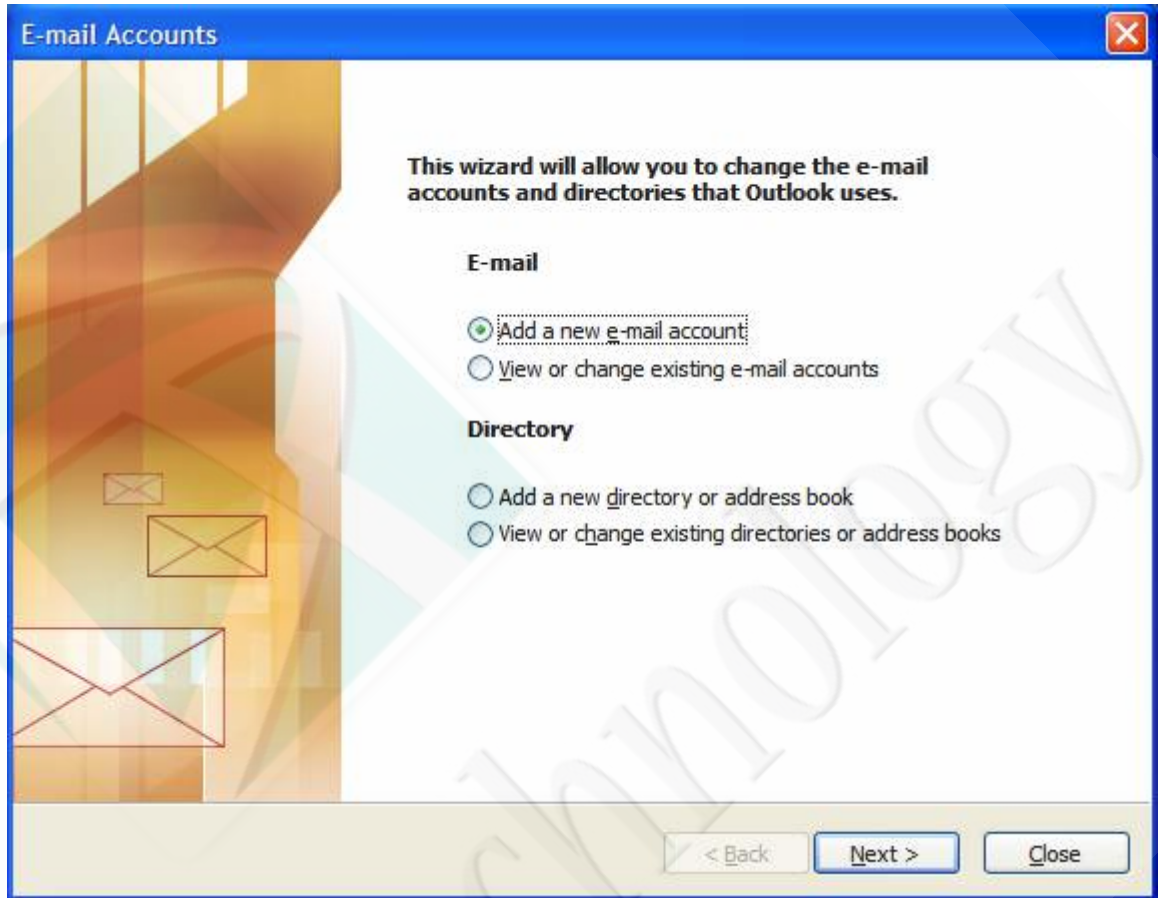 E-mail Accounts
This wizard will allow you to change the e-mail
accounts and directories that Outlook uses.
E-mail
Add a new e-mail account
View or change existing e-mail accounts
Directory
Add a new directory or address book
View or change existing directories or address books
< Back
Next >
Close